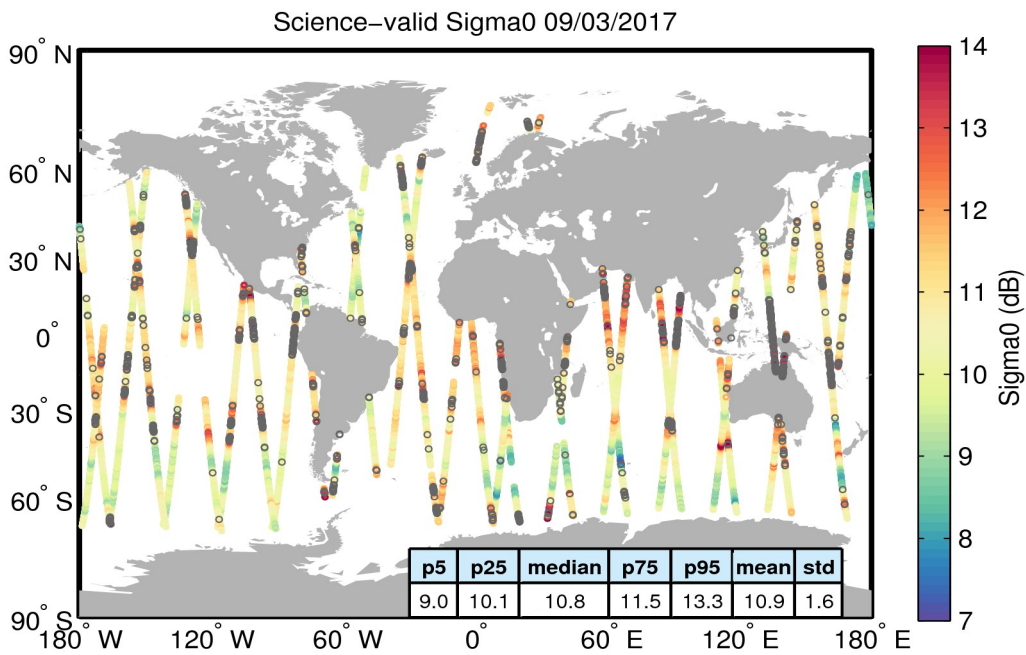 Science−valid Sigma0 09/03/2017
90° N
60° N
30° N
0°
30° S
60° S
90° S
180° W
120° W
60° W
0°
60° E
120° E
180° E
14
13
12
11
10
9
8
7
Sigma0 (dB)
p5 p25 median p75 p95 mean std
9.0 10.1 10.8 11.5 13.3 10.9 1.6